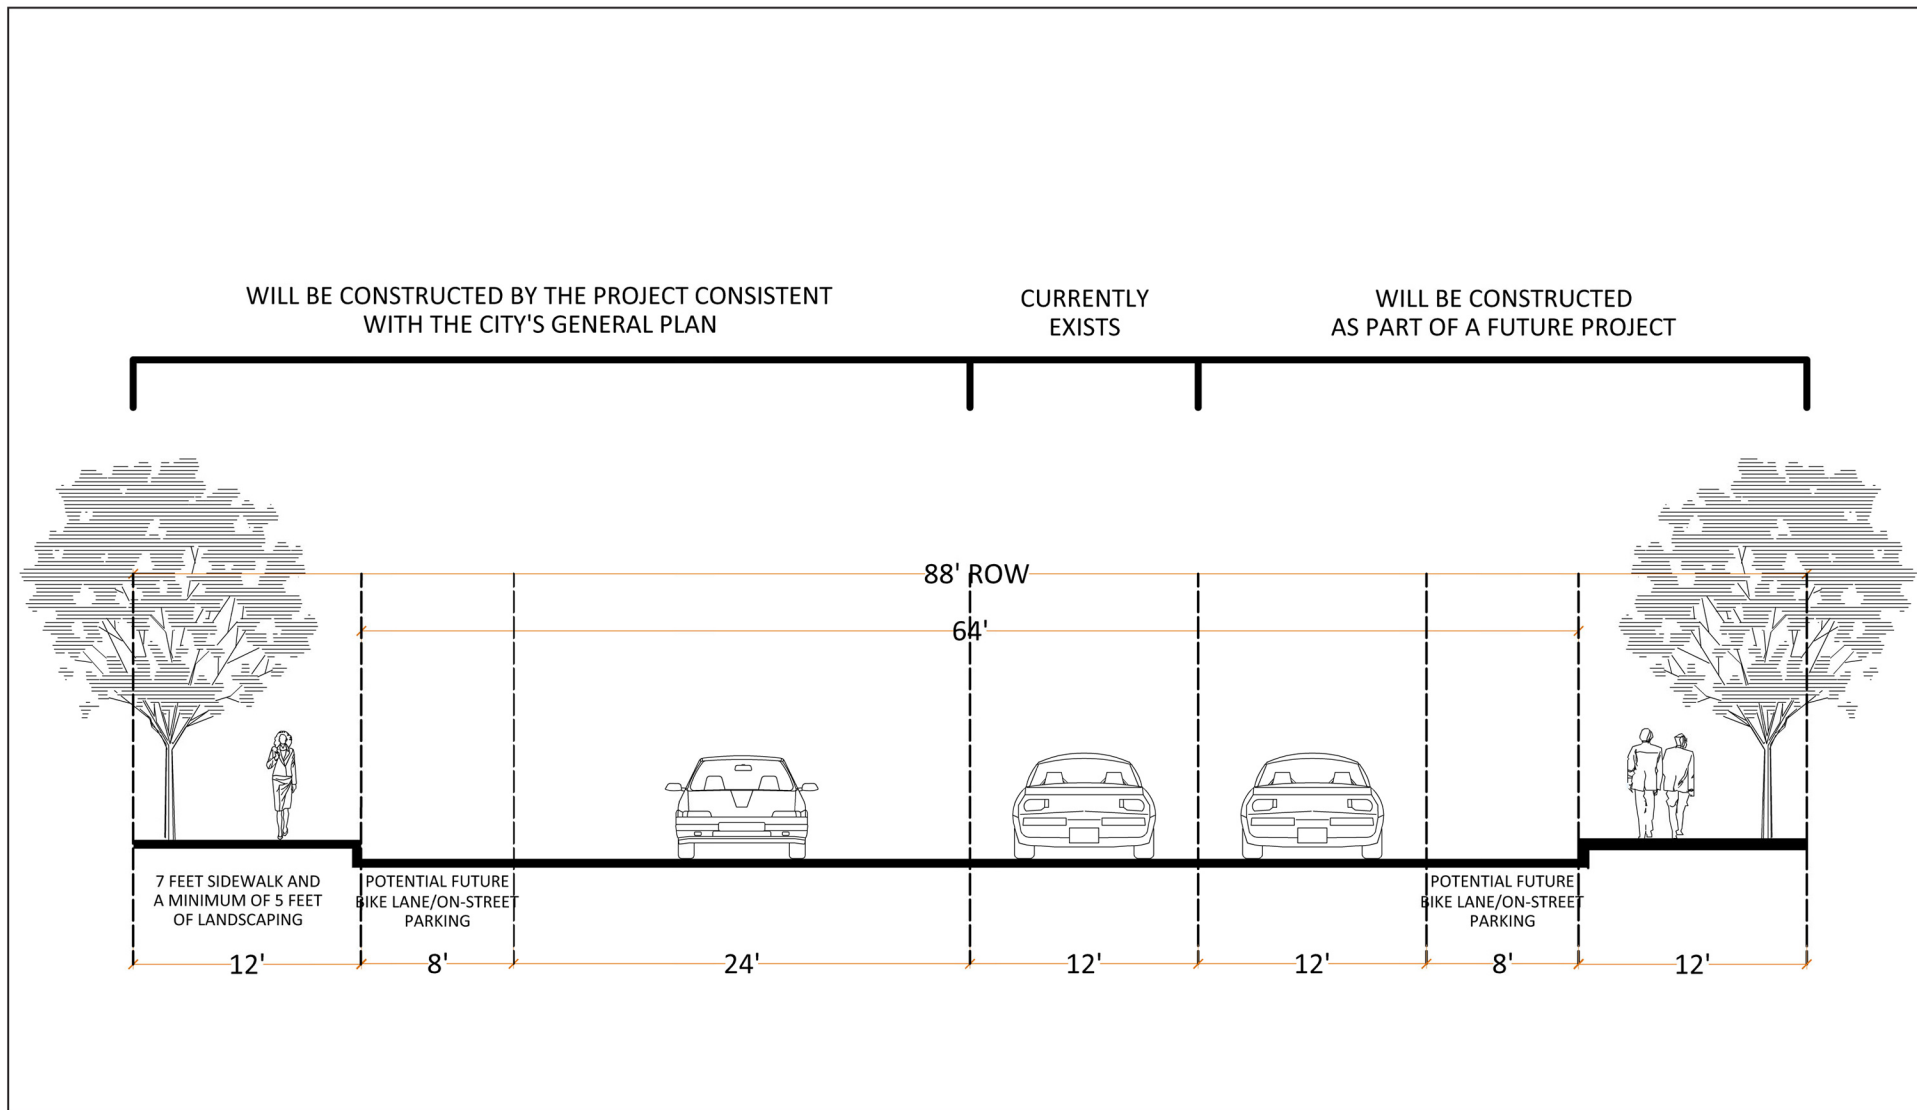 WILL BE CONSTRUCTED BY THE PROJECT CONSISTENT
WITH THE CITY'S GENERAL PLAN
CURRENTLY
EXISTS
WILL BE CONSTRUCTED
AS PART OF A FUTURE PROJECT
88' ROW
64'
7 FEET SIDEWALK AND
A MINIMUM OF 5 FEET
OF LANDSCAPING
POTENTIAL FUTURE
BIKE LANE/ON-STREET
PARKING
POTENTIAL FUTURE
BIKE LANE/ON-STREET
PARKING
12'
8'
24'
12'
12'
8'
12'